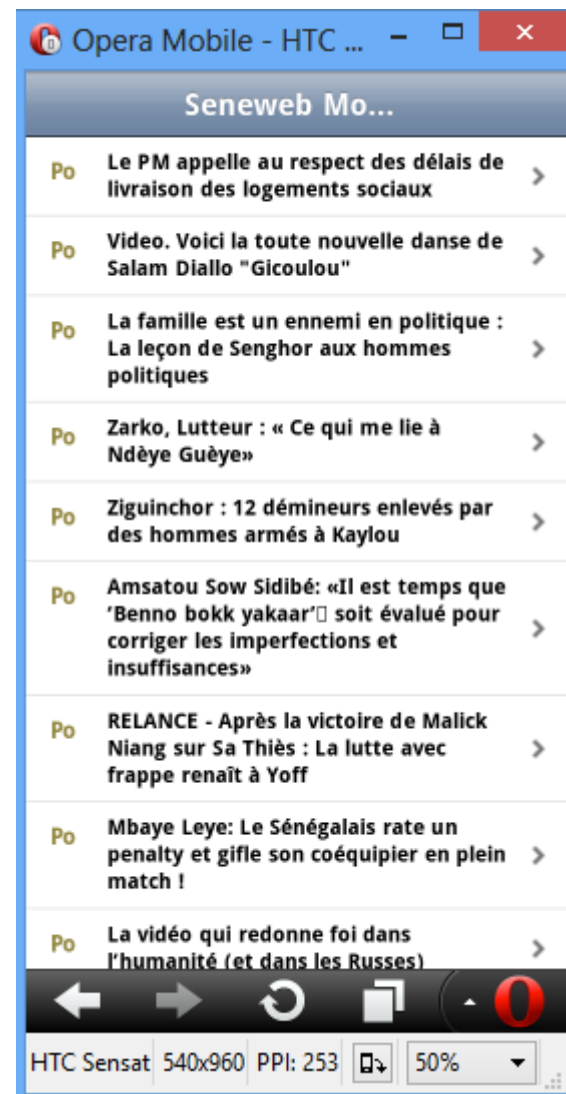 Opera Mobile - HTC ...
Seneweb Mo...
Po
Le PM appelle au respect des délais de
livraison des logements sociaux
Po
Video. Voici la toute nouvelle danse de
Salam Diallo "Gicoulou"
Po
La famille est un ennemi en politique :
La leçon de Senghor aux hommes
politiques
Po
Zarko, Lutteur : « Ce qui me lie à
Ndèye Guèye»
Po
Ziguinchor : 12 démineurs enlevés par
des hommes armés à Kaylou
Po
Amsatou Sow Sidibé: «Il est temps que
‘Benno bokk yakaar’▯ soit évalué pour
corriger les imperfections et
insuffisances»
Po
RELANCE - Après la victoire de Malick
Niang sur Sa Thiès : La lutte avec
frappe renaît à Yoff
Po
Mbaye Leye: Le Sénégalais rate un
penalty et gifle son coéquipier en plein
match !
Po
La vidéo qui redonne foi dans
l'humanité (et dans les Russes)
HTC Sensat 540x960 PPI: 253 50%